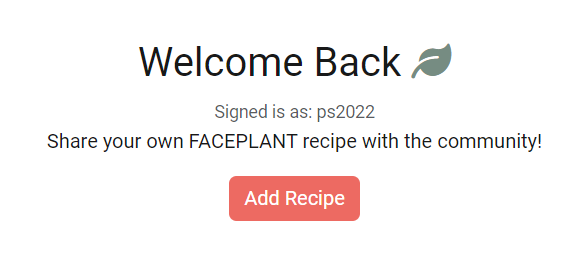 Welcome Back
Signed is as: ps2022
Share your own FACEPLANT recipe with the community!
Add Recipe